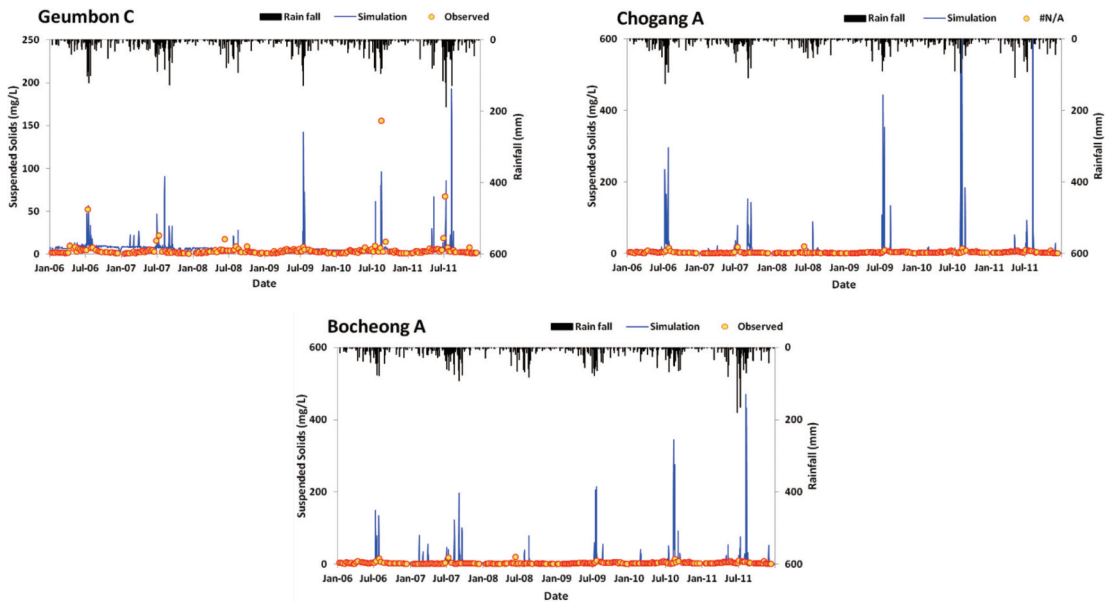 Geumbon C
Rain fall Simulation Observed
250 0
200
150 200
100 400
50
0 600
Suspended Solids (mg/L)
Rainfall (mm)
Jan-06 Jul-06 Jan-07 Jul-07 Jan-08 Jul-08 Jan-09 Jul-09 Jan-10 Jul-10 Jan-11 Jul-11
Date
Chogang A
Rain fall Simulation #N/A
600 0
400 200
200 400
0 600
Suspended Solids (mg/L)
Rainfall (mm)
Jan-06 Jul-06 Jan-07 Jul-07 Jan-08 Jul-08 Jan-09 Jul-09 Jan-10 Jul-10 Jan-11 Jul-11
Date
Bocheong A
Rain fall Simulation Observed
600 0
400 200
200 400
0 600
Suspended Solids (mg/L)
Rainfall (mm)
Jan-06 Jul-06 Jan-07 Jul-07 Jan-08 Jul-08 Jan-09 Jul-09 Jan-10 Jul-10 Jan-11 Jul-11
Date